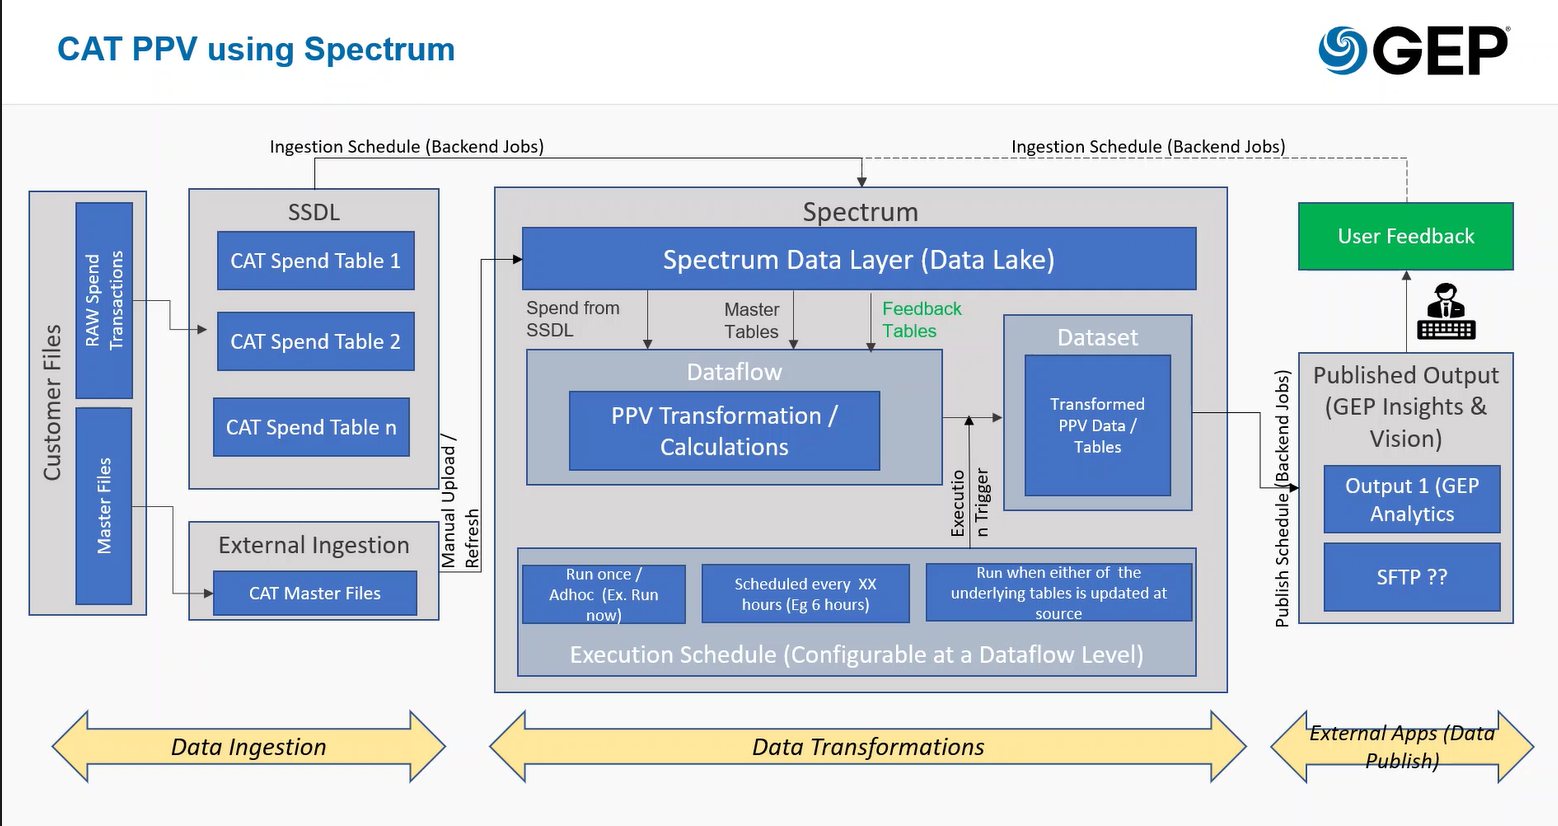 CAT PPV using Spectrum
GEP
Ingestion Schedule (Backend Jobs)
Ingestion Schedule (Backend Jobs)
Customer Files
RAW Spend
Transactions
Master Files
SSDL
CAT Spend Table 1
CAT Spend Table 2
CAT Spend Table n
External Ingestion
CAT Master Files
Manual Upload /
Refresh
Spectrum
Spectrum Data Layer (Data Lake)
Spend from
SSDL
Master
Tables
Feedback
Tables
Dataflow
PPV Transformation /
Calculations
Dataset
Transformed
PPV Data /
Tables
Executio
n Trigger
Run once /
Adhoc (Ex. Run
now)
Scheduled every XX
hours (Eg 6 hours)
Run when either of the
underlying tables is updated at
source
Execution Schedule (Configurable at a Dataflow Level)
Publish Schedule (Backend Jobs)
User Feedback
Published Output
(GEP Insights &
Vision)
Output 1 (GEP
Analytics
SFTP ??
Data Ingestion
Data Transformations
External Apps (Data
Publish)